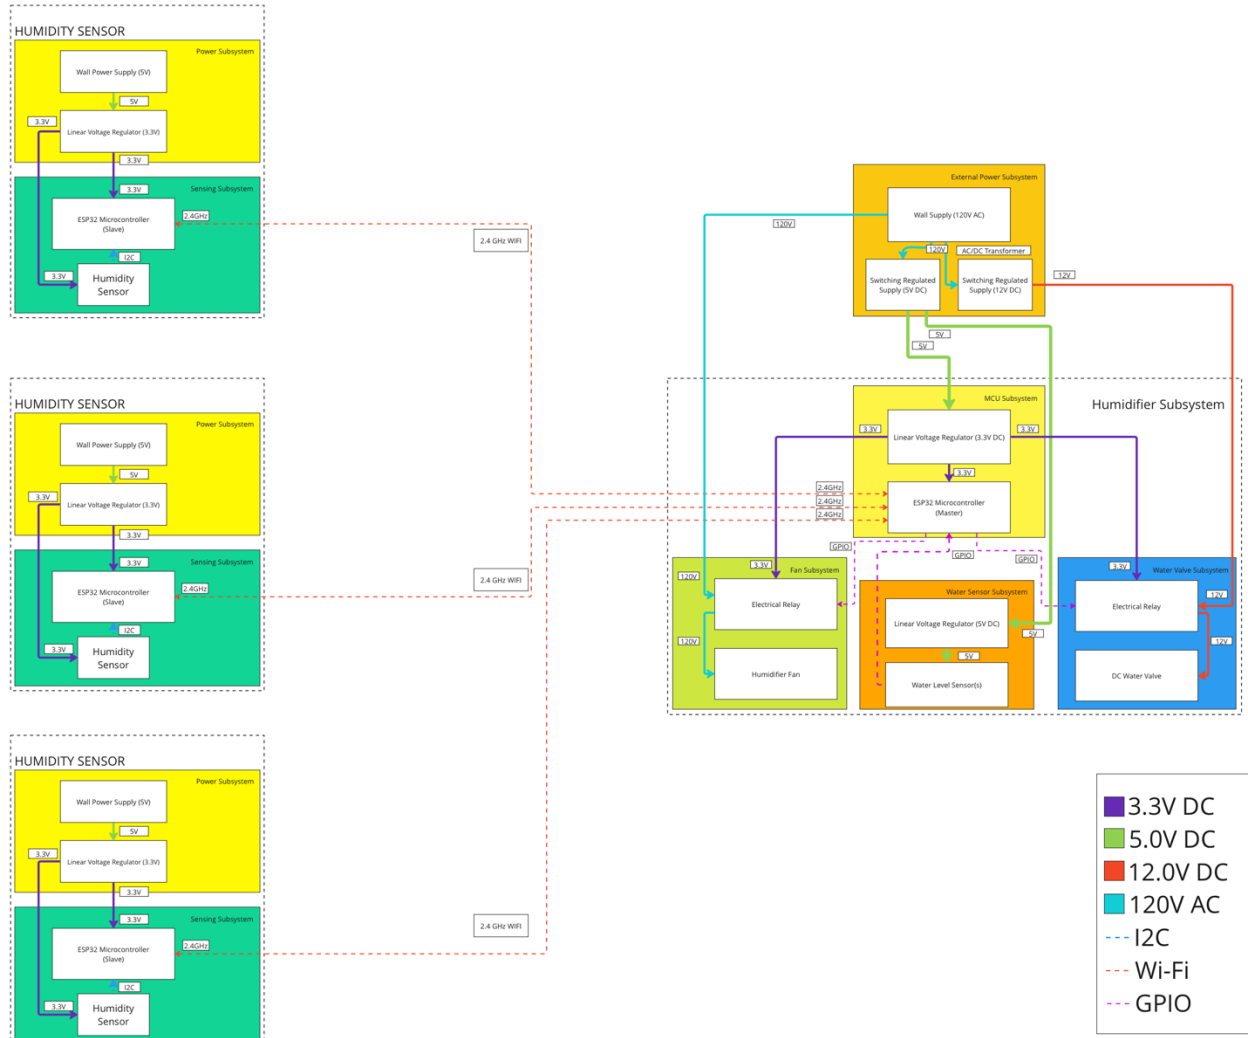 HUMIDITY SENSOR
Power Subsystem
Wall Power Supply (5V)
5V
3.3V
Linear Voltage Regulator (3.3V)
3.3V
Sensing Subsystem
3.3V
ESP32 Microcontroller
(Slave)
2.4GHz
I2C
3.3V
Humidity
Sensor
2.4 GHz WIFI
HUMIDITY SENSOR
Power Subsystem
Wall Power Supply (5V)
5V
3.3V
Linear Voltage Regulator (3.3V)
3.3V
Sensing Subsystem
3.3V
ESP32 Microcontroller
(Slave)
2.4GHz
I2C
3.3V
Humidity
Sensor
2.4 GHz WIFI
HUMIDITY SENSOR
Power Subsystem
Wall Power Supply (5V)
5V
3.3V
Linear Voltage Regulator (3.3V)
3.3V
Sensing Subsystem
3.3V
ESP32 Microcontroller
(Slave)
2.4GHz
I2C
3.3V
Humidity
Sensor
2.4 GHz WIFI
External Power Subsystem
Wall Supply (120V AC)
120V
120V
AC/DC Transformer
Switching Regulated
Supply (5V DC)
Switching Regulated
Supply (12V DC)
12V
5V
5V
Humidifier Subsystem
MCU Subsystem
3.3V
Linear Voltage Regulator (3.3V DC)
3.3V
3.3V
2.4GHz
2.4GHz
2.4GHz
ESP32 Microcontroller
(Master)
GPIO
GPIO
GPIO
Fan Subsystem
3.3V
120V
Electrical Relay
120V
Humidifier Fan
Water Sensor Subsystem
Linear Voltage Regulator (5V DC)
5V
5V
Water Level Sensor(s)
Water Valve Subsystem
3.3V
12V
Electrical Relay
12V
DC Water Valve
3.3V DC
5.0V DC
12.0V DC
120V AC
I2C
Wi-Fi
GPIO